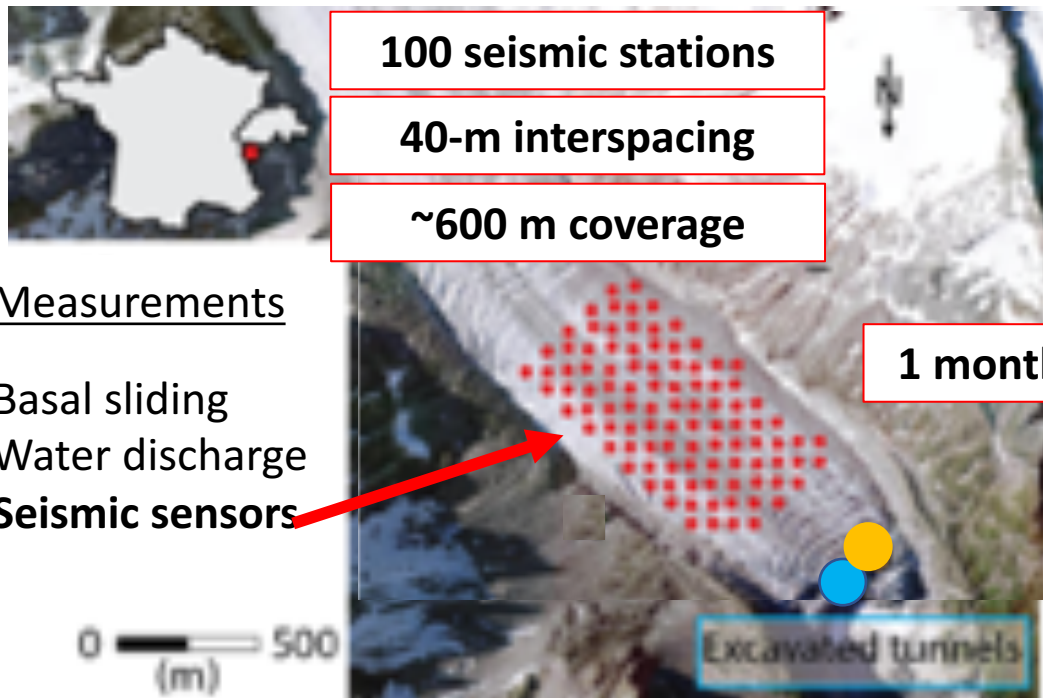 100 seismic stations
N
40-m interspacing
~600 m coverage
Measurements
1 month
Basal sliding
Water discharge
Seismic sensors
0 500
(m)
Excavated tunnels